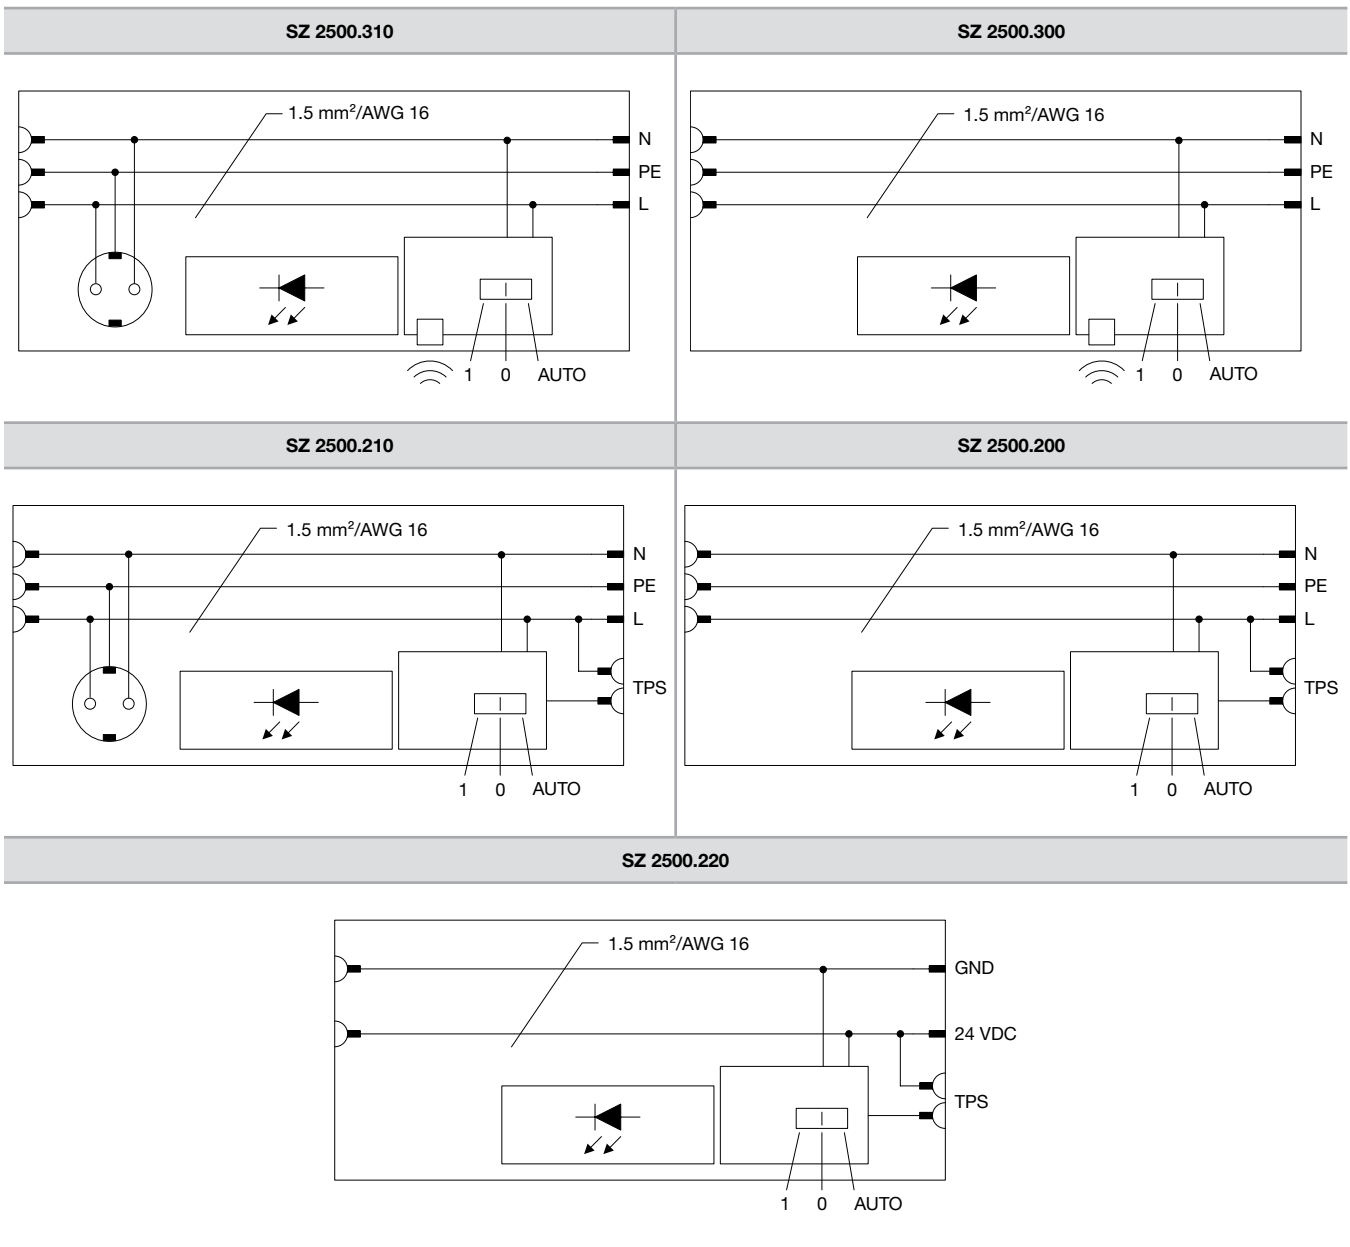 SZ 2500.310
SZ 2500.300
1.5 mm²/AWG 16
N
PE
L
1 0 AUTO
1.5 mm²/AWG 16
N
PE
L
1 0 AUTO
SZ 2500.210
SZ 2500.200
1.5 mm²/AWG 16
N
PE
L
TPS
1 0 AUTO
1.5 mm²/AWG 16
N
PE
L
TPS
1 0 AUTO
SZ 2500.220
1.5 mm²/AWG 16
GND
24 VDC
TPS
1 0 AUTO